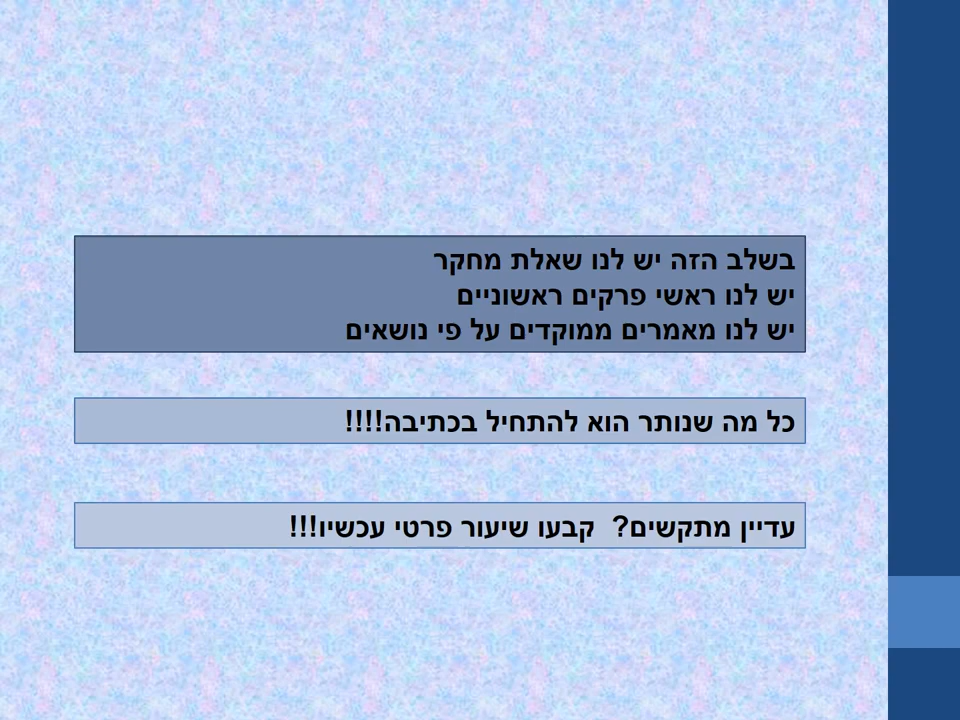 בשלב הזה יש לנו שאלת מחקר
יש לנו ראשי פרקים ראשוניים
יש לנו מאמרים ממוקדים על פי נושאים
כל מה שנותר הוא להתחיל בכתיבה!!!!
עדיין מתקשים?  קבעו שיעור פרטי עכשיו!!!